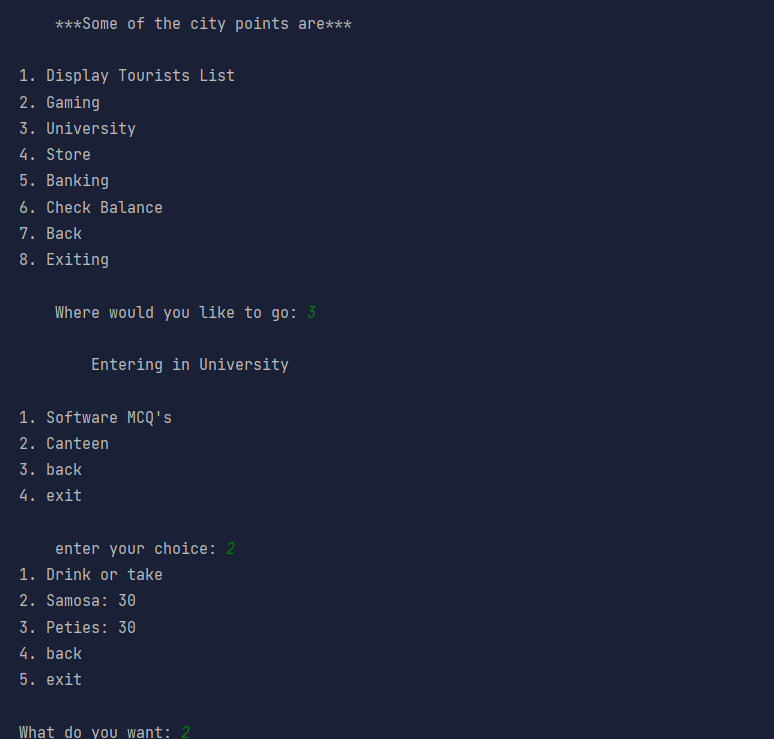 ***Some of the city points are***
1. Display Tourists List
2. Gaming
3. University
4. Store
5. Banking
6. Check Balance
7. Back
8. Exiting
Where would you like to go: 3
Entering in University
1. Software MCQ's
2. Canteen
3. back
4. exit
enter your choice: 2
1. Drink or take
2. Samosa: 30
3. Peties: 30
4. back
5. exit
What do you want: 2